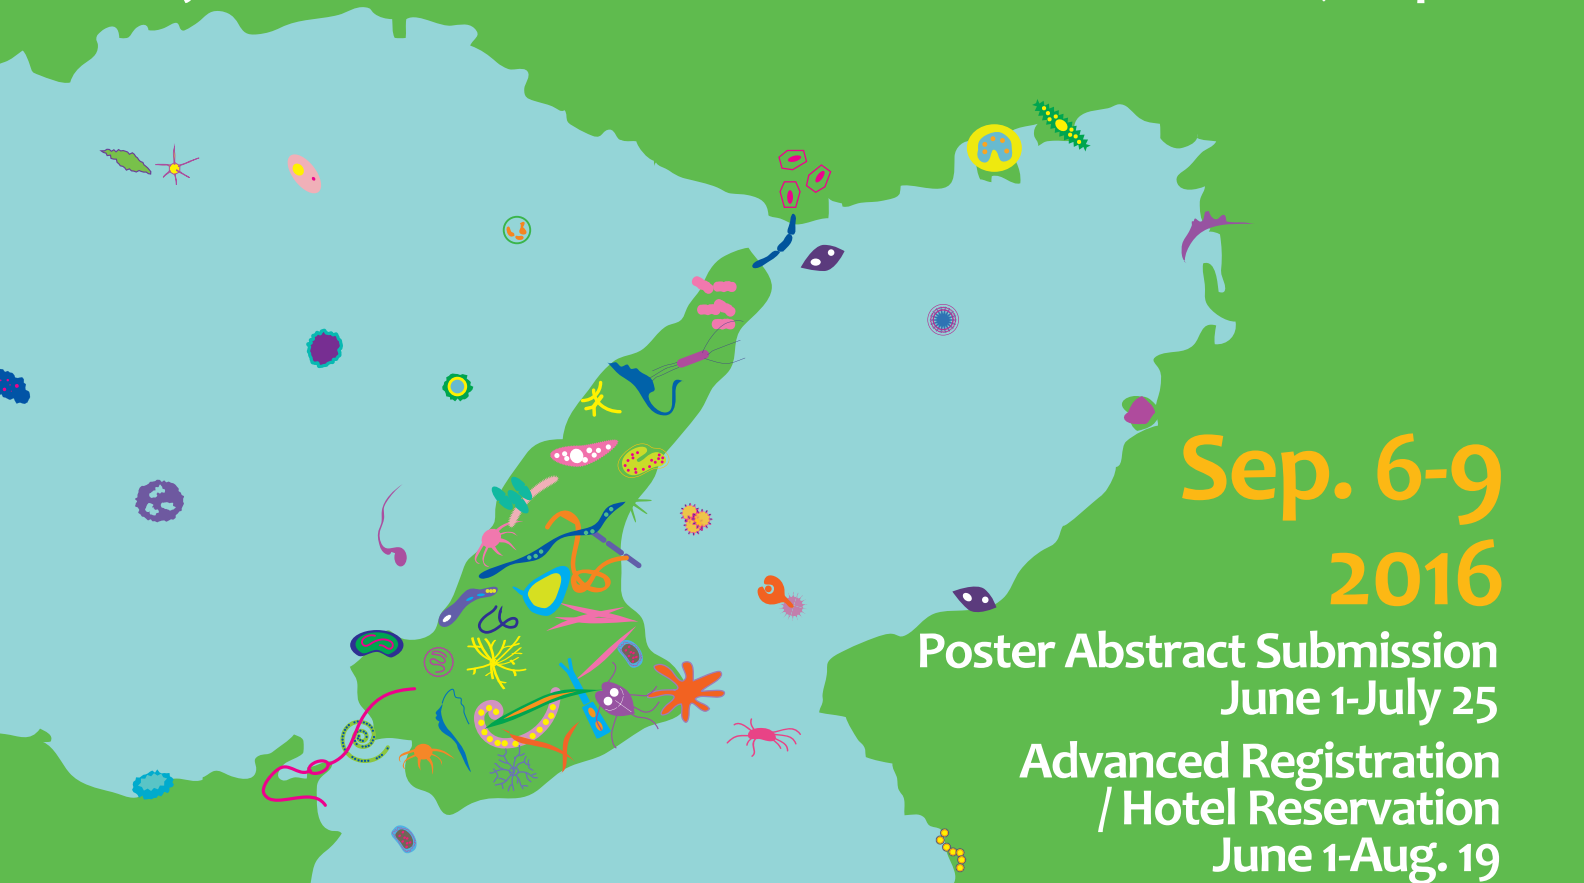 Sep. 6-9
2016
Poster Abstract Submission
June 1-July 25
Advanced Registration
/ Hotel Reservation
June 1-Aug. 19